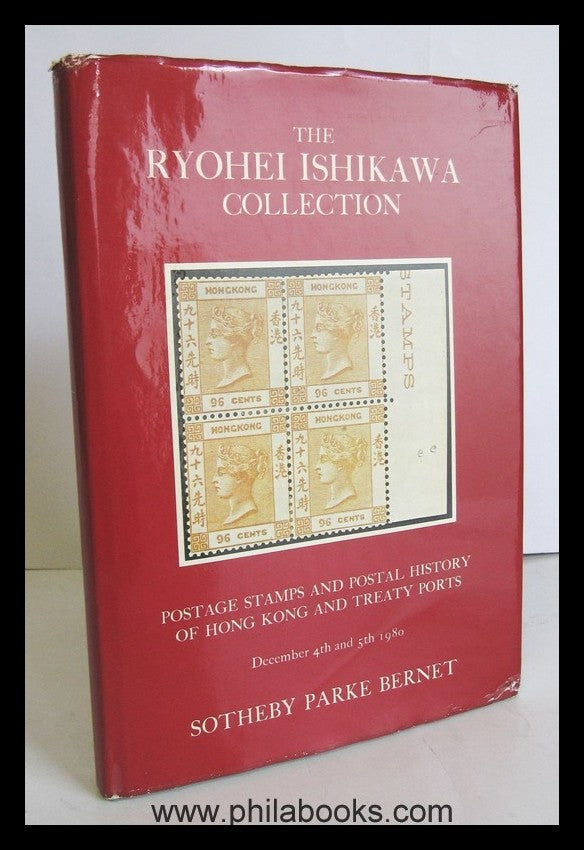 THE
RYOHEI ISHIKAWA
COLLECTION
STAMPS
HONGKONG
九十六先時
香港
96 CENTS
HONGKONG
九十六先時
香港
96 CENTS
HONGKONG
九十六先時
香港
96 CENTS
HONGKONG
九十六先時
香港
96 CENTS
POSTAGE STAMPS AND POSTAL HISTORY
OF HONG KONG AND TREATY PORTS
December 4th and 5th 1980
SOTHEBY PARKE BERNET
www.philabooks.com